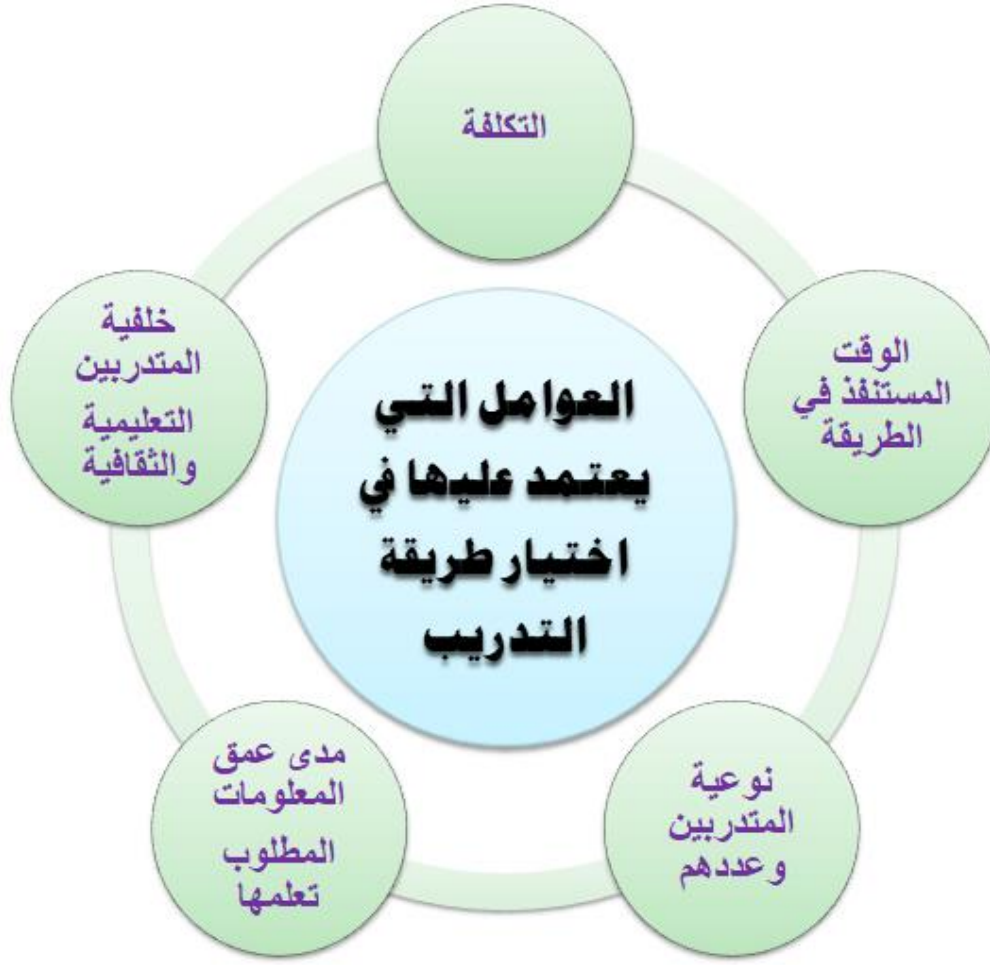 التكلفة
الوقت
المستنفذ في
الطريقة
نوعية
المتدربين
وعددهم
مدى عمق
المعلومات
المطلوب
تعلمها
خلفية
المتدربين
التعليمية
والثقافية
العوامل التي
يعتمد عليها في
اختيار طريقة
التدريب